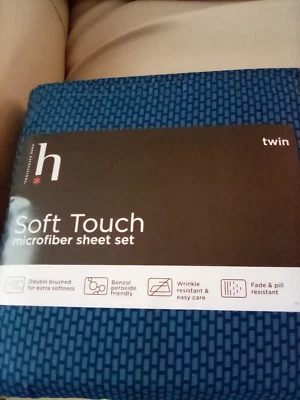 h
twin
Soft Touch
microfiber sheet set
Double brushed
for extra softness
Benzol
peroxide
friendly
Wrinkle
resistant &
easy care
Fade & pill
resistant